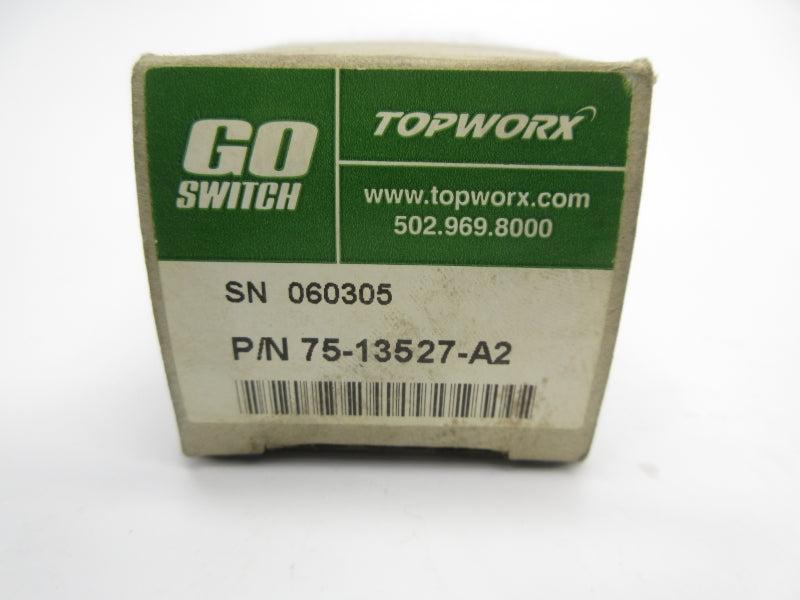 GO
SWITCH
TOPWORX
www.topworx.com
502.969.8000
SN 060305
P/N 75-13527-A2